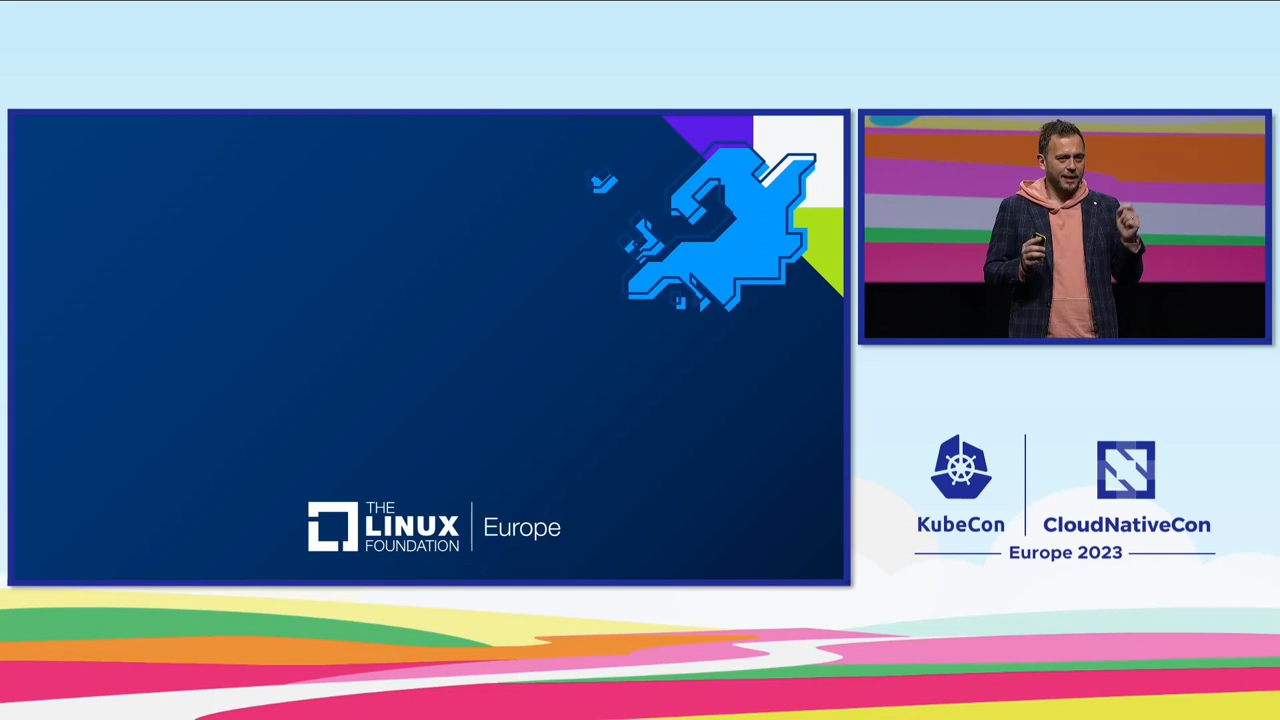 THE
LINUX
FOUNDATION
Europe
KubeCon
CloudNativeCon
Europe 2023